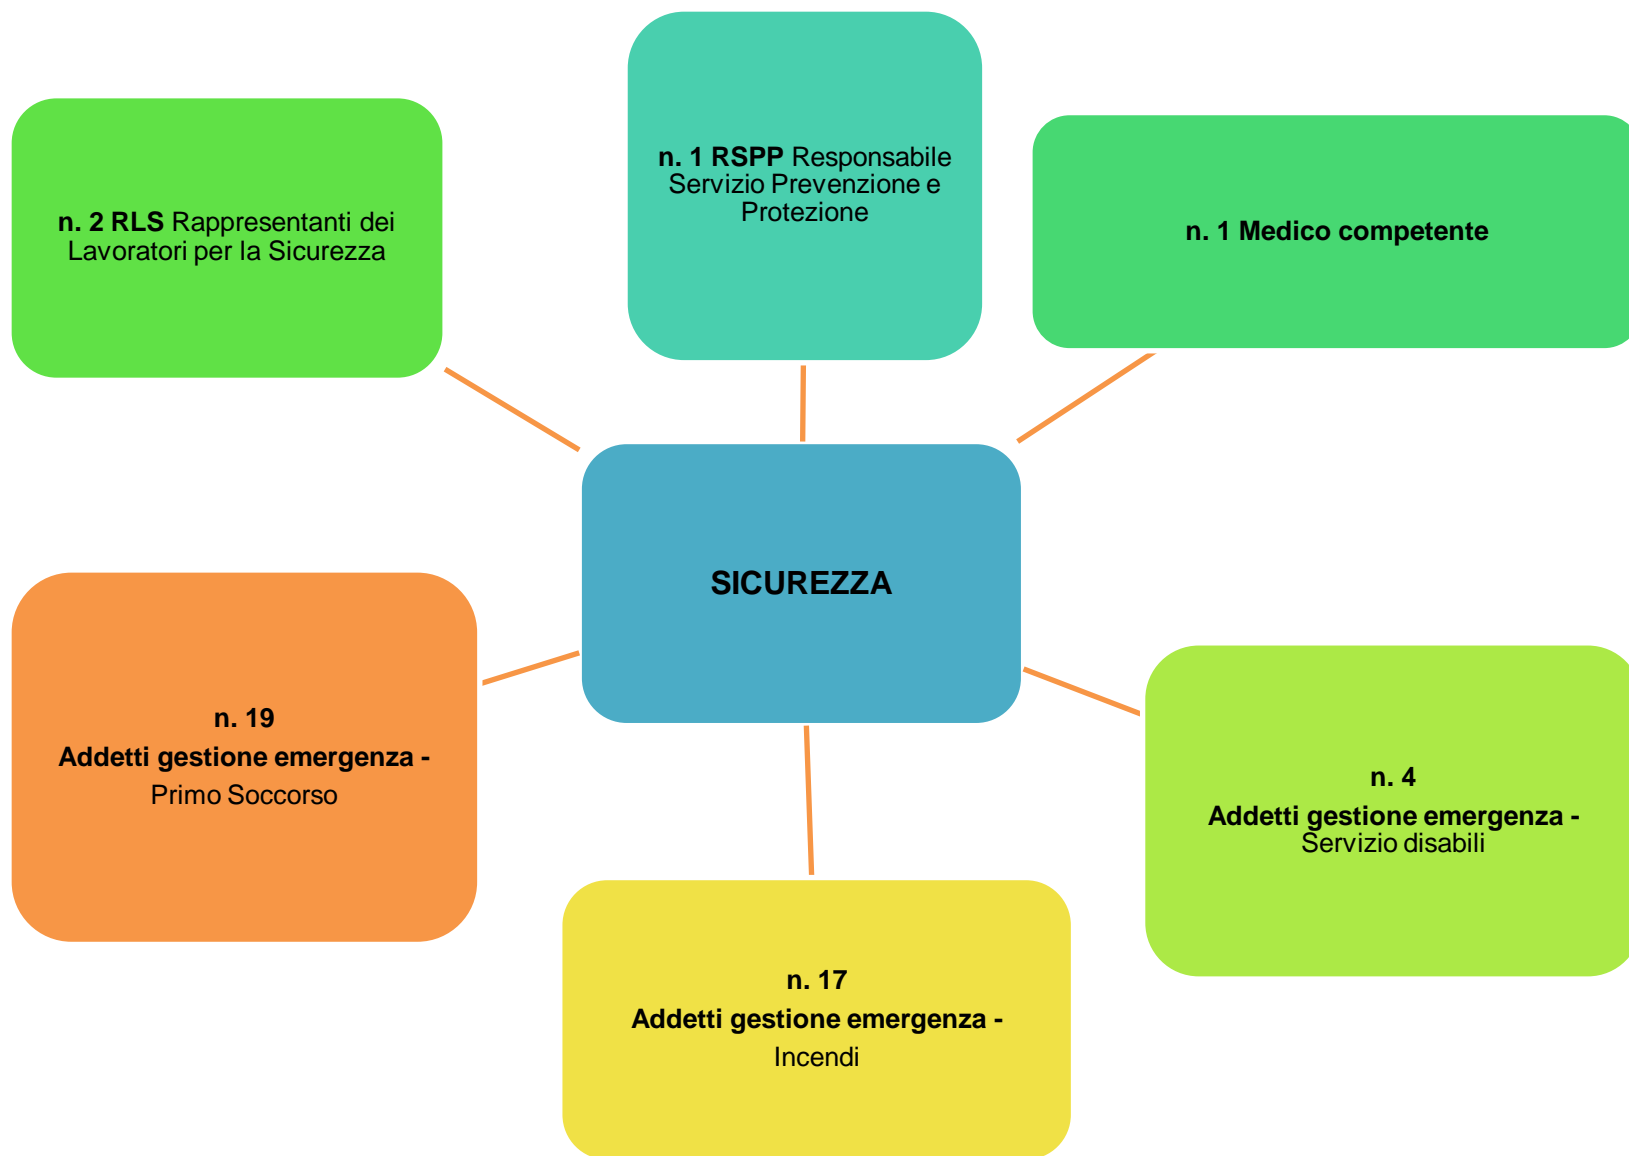 n. 1 RSPP Responsabile
Servizio Prevenzione e
Protezione
n. 2 RLS Rappresentanti dei
Lavoratori per la Sicurezza
n. 1 Medico competente
SICUREZZA
n. 19
Addetti gestione emergenza -
Primo Soccorso
n. 4
Addetti gestione emergenza -
Servizio disabili
n. 17
Addetti gestione emergenza -
Incendi